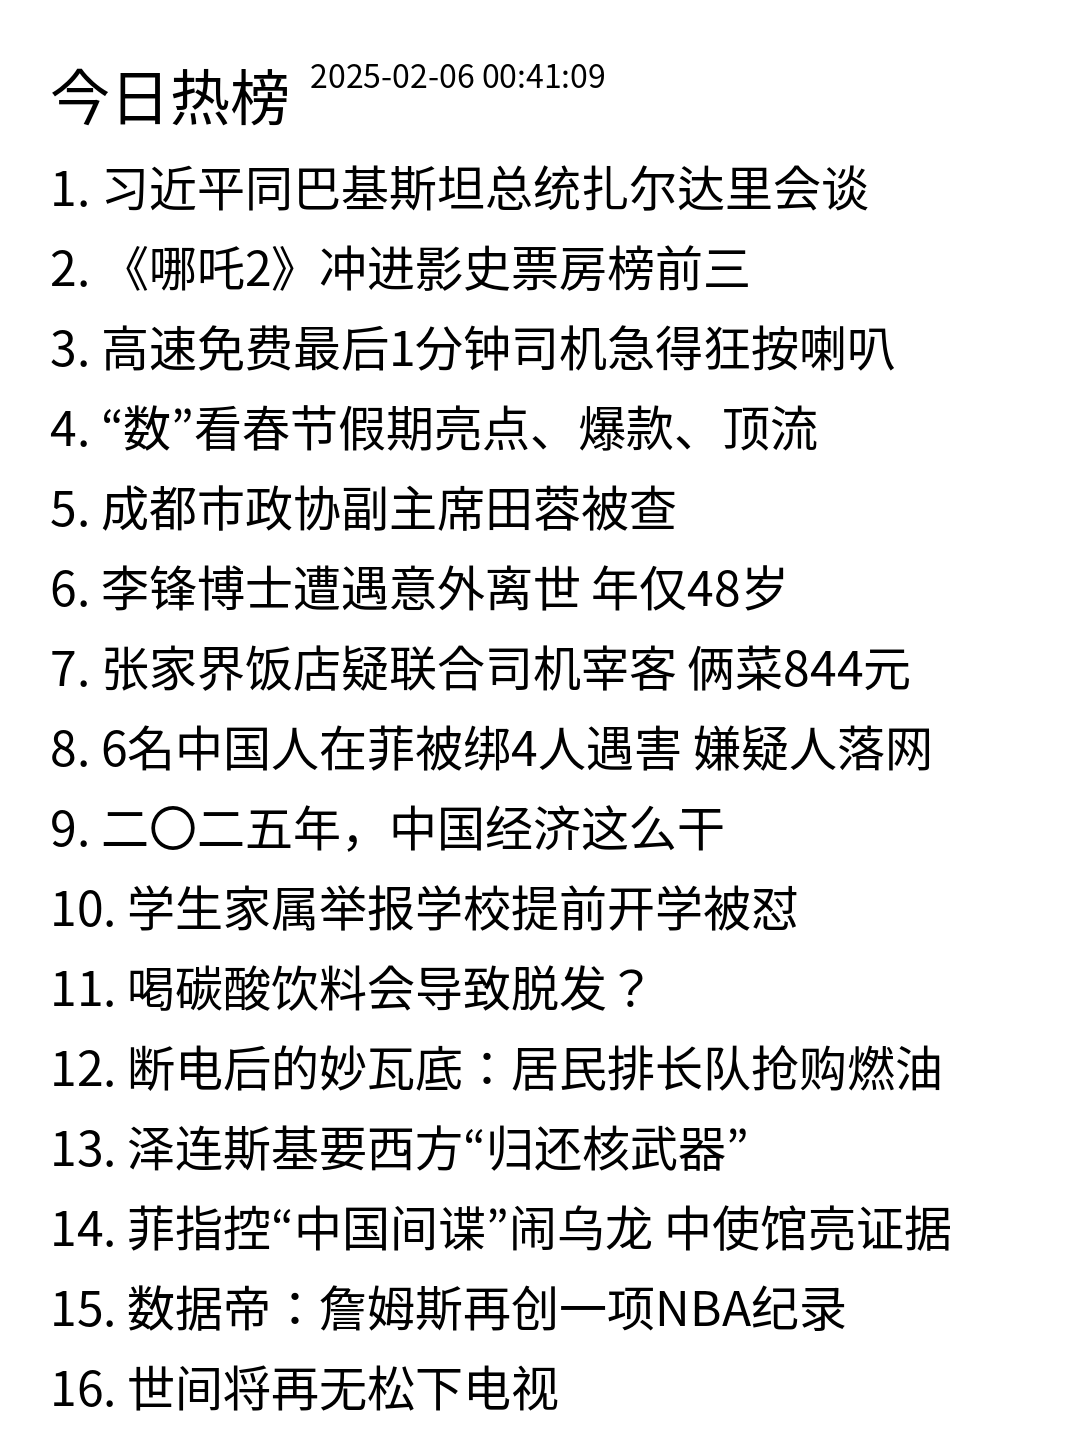 今日热榜 2025-02-06 00:41:09
1. 习近平同巴基斯坦总统扎尔达里会谈
2. 《哪吒2》冲进影史票房榜前三
3. 高速免费最后1分钟司机急得狂按喇叭
4. “数”看春节假期亮点、爆款、顶流
5. 成都市政协副主席田蓉被查
6. 李锋博士遭遇意外离世 年仅48岁
7. 张家界饭店疑联合司机宰客 俩菜844元
8. 6名中国人在菲被绑4人遇害 嫌疑人落网
9. 二〇二五年，中国经济这么干
10. 学生家属举报学校提前开学被怼
11. 喝碳酸饮料会导致脱发？
12. 断电后的妙瓦底：居民排长队抢购燃油
13. 泽连斯基要西方“归还核武器”
14. 菲指控“中国间谍”闹乌龙 中使馆亮证据
15. 数据帝：詹姆斯再创一项NBA纪录
16. 世间将再无松下电视